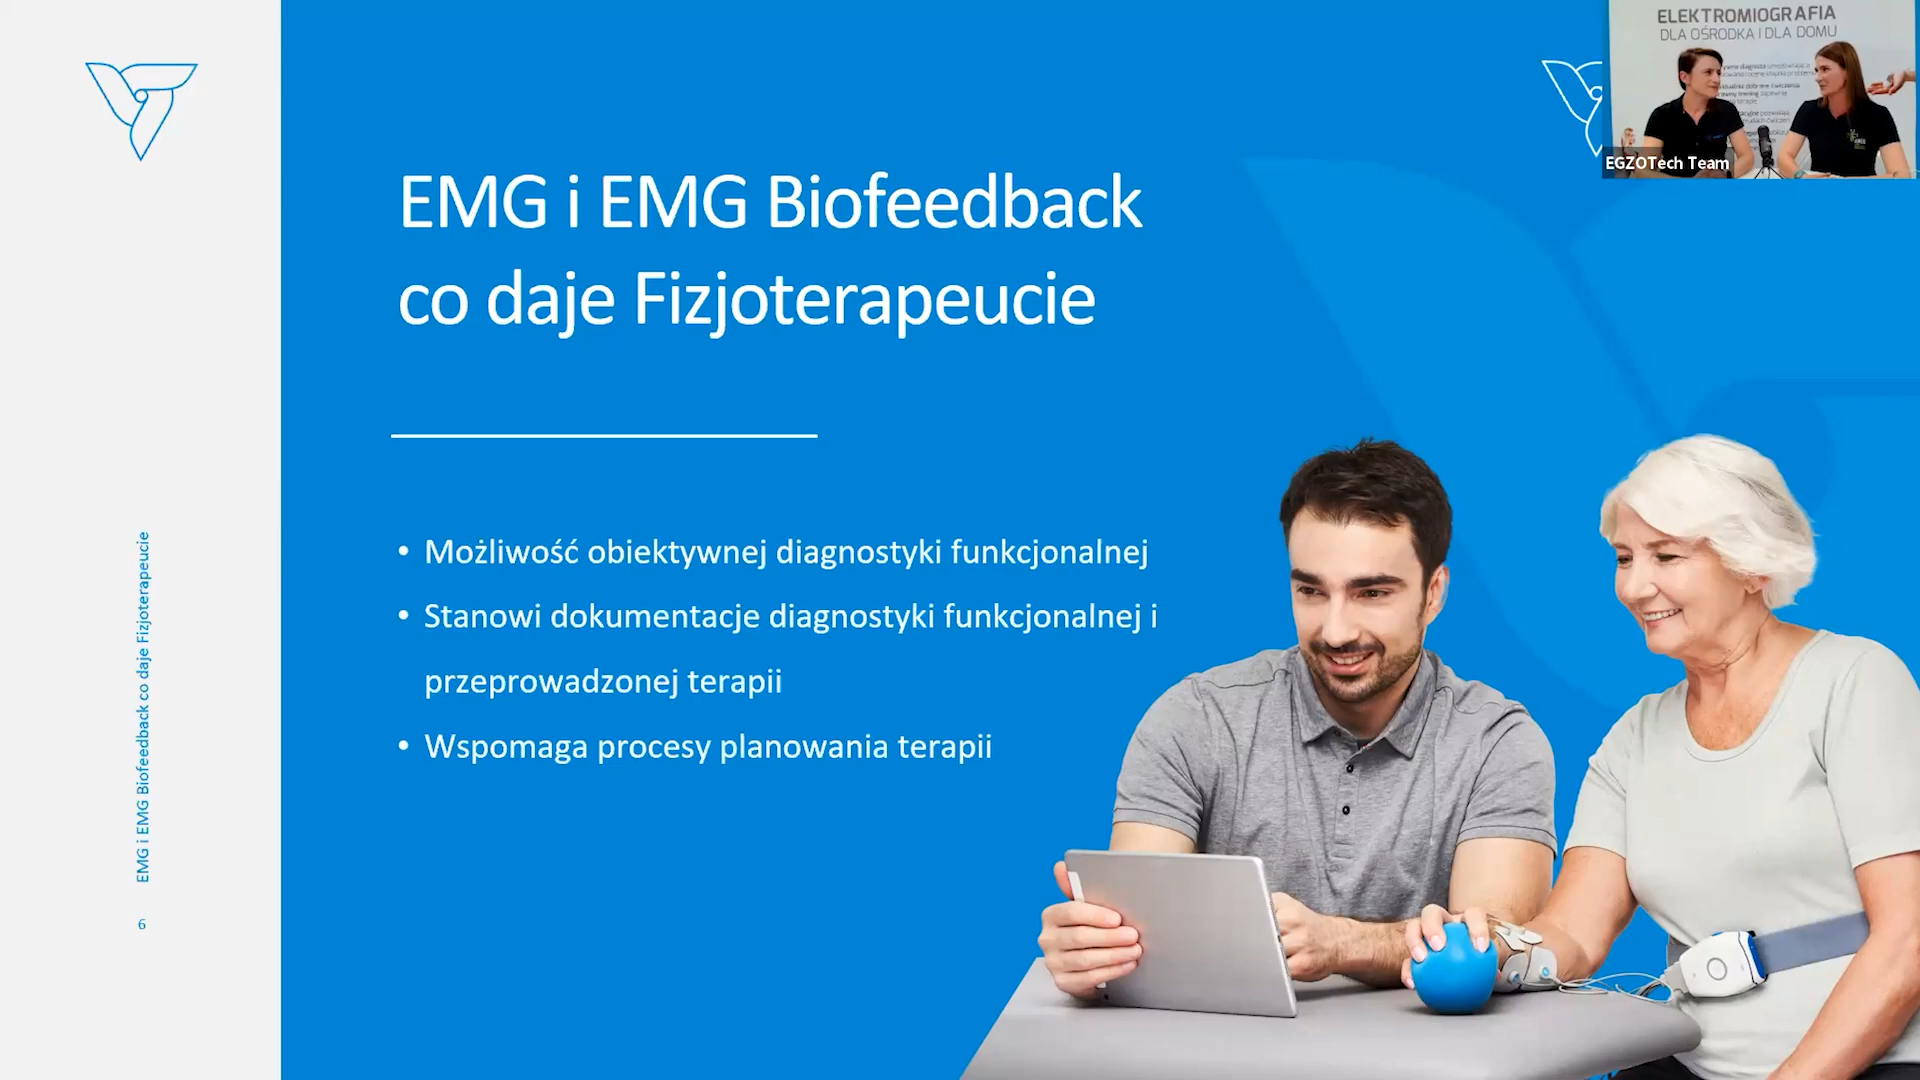 EMG i EMG Biofeedback
co daje Fizjoterapeucie
• Możliwość obiektywnej diagnostyki funkcjonalnej
• Stanowi dokumentacje diagnostyki funkcjonalnej i
przeprowadzonej terapii
• Wspomaga procesy planowania terapii
EMG i EMG Biofeedback co daje Fizjoterapeucie
6
ELEKTROMIOGRAFIA
DLA OŚRODKA I DLA DOMU
EGZOTech Team